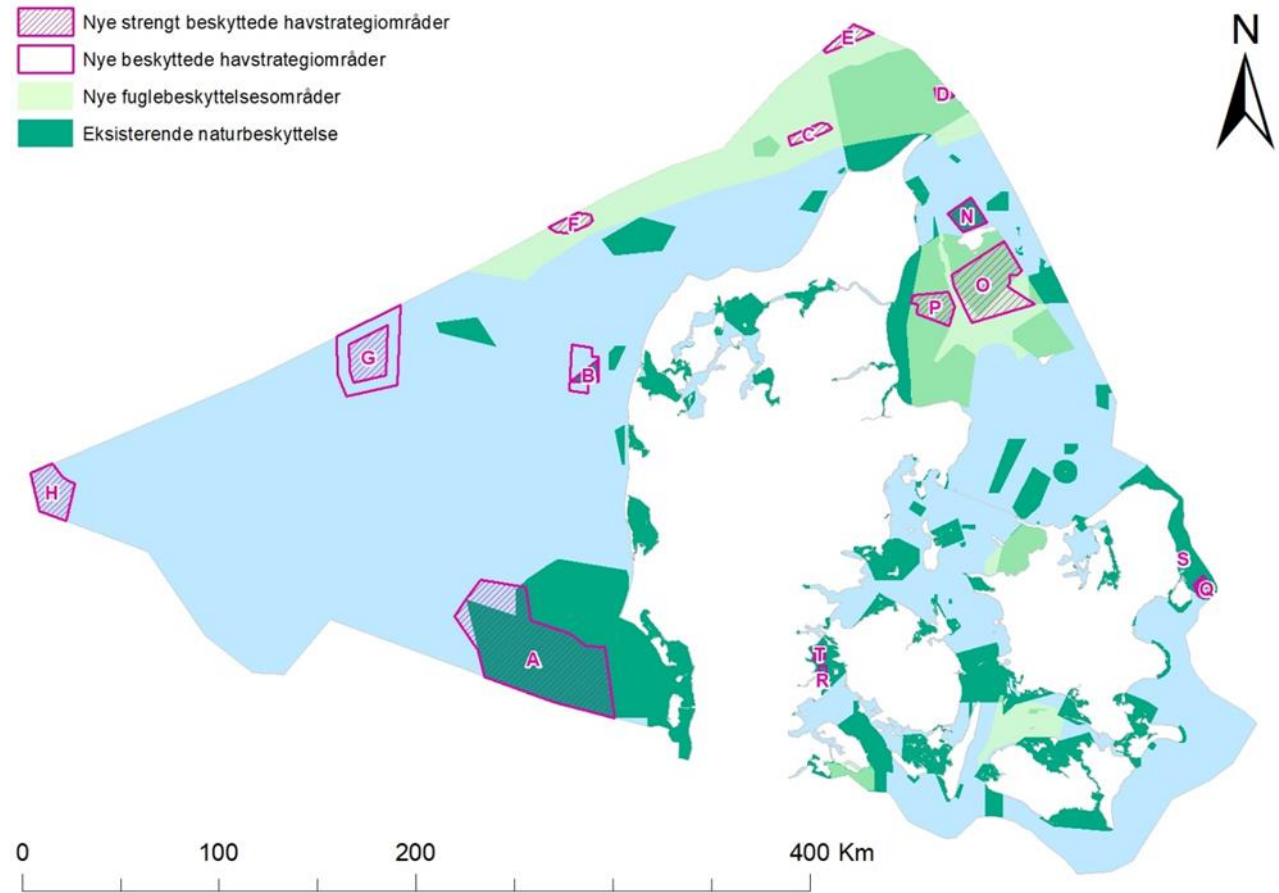 Nye strengt beskyttede havstrategiområder
Nye beskyttede havstrategiområder
Nye fuglebeskyttelsesområder
Eksisterende naturbeskyttelse
N
E
D
C
F
N
O
P
G
B
H
S
Q
A
T
R
0 100 200 400 Km